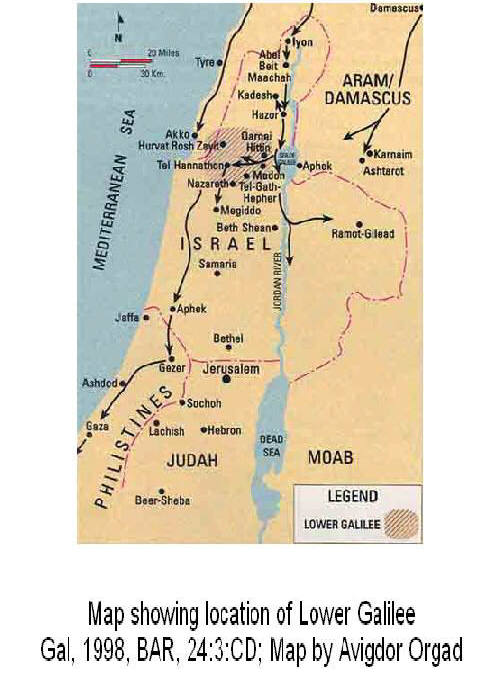 Damascus
N
0 20 Miles
0 30 Km.
Iyon
Tyre
Abel
Beit
Maachah
ARAM/
DAMASCUS
Kadesh
Hazor
MEDITERRANEAN SEA
Akko
Hurvat Rosh Zayit
Qarnei
Hittin
Karnaim
Tel Hannathon
Aphek
Ashtarot
Madon
Nazareth
Tel-Gath-
Hepher
Megiddo
Beth Shean
Ramot-Gilead
ISRAEL
Samaria
JORDAN RIVER
Aphek
Jaffa
Bethel
Gezer
Jerusalem
Ashdod
PHILISTINES
Sochoh
Gaza
Lachish
Hebron
DEAD
SEA
JUDAH
MOAB
Beer-Sheba
LEGEND
LOWER GALILEE
Map showing location of Lower Galilee
Gal, 1998, BAR, 24:3:CD; Map by Avigdor Orgad